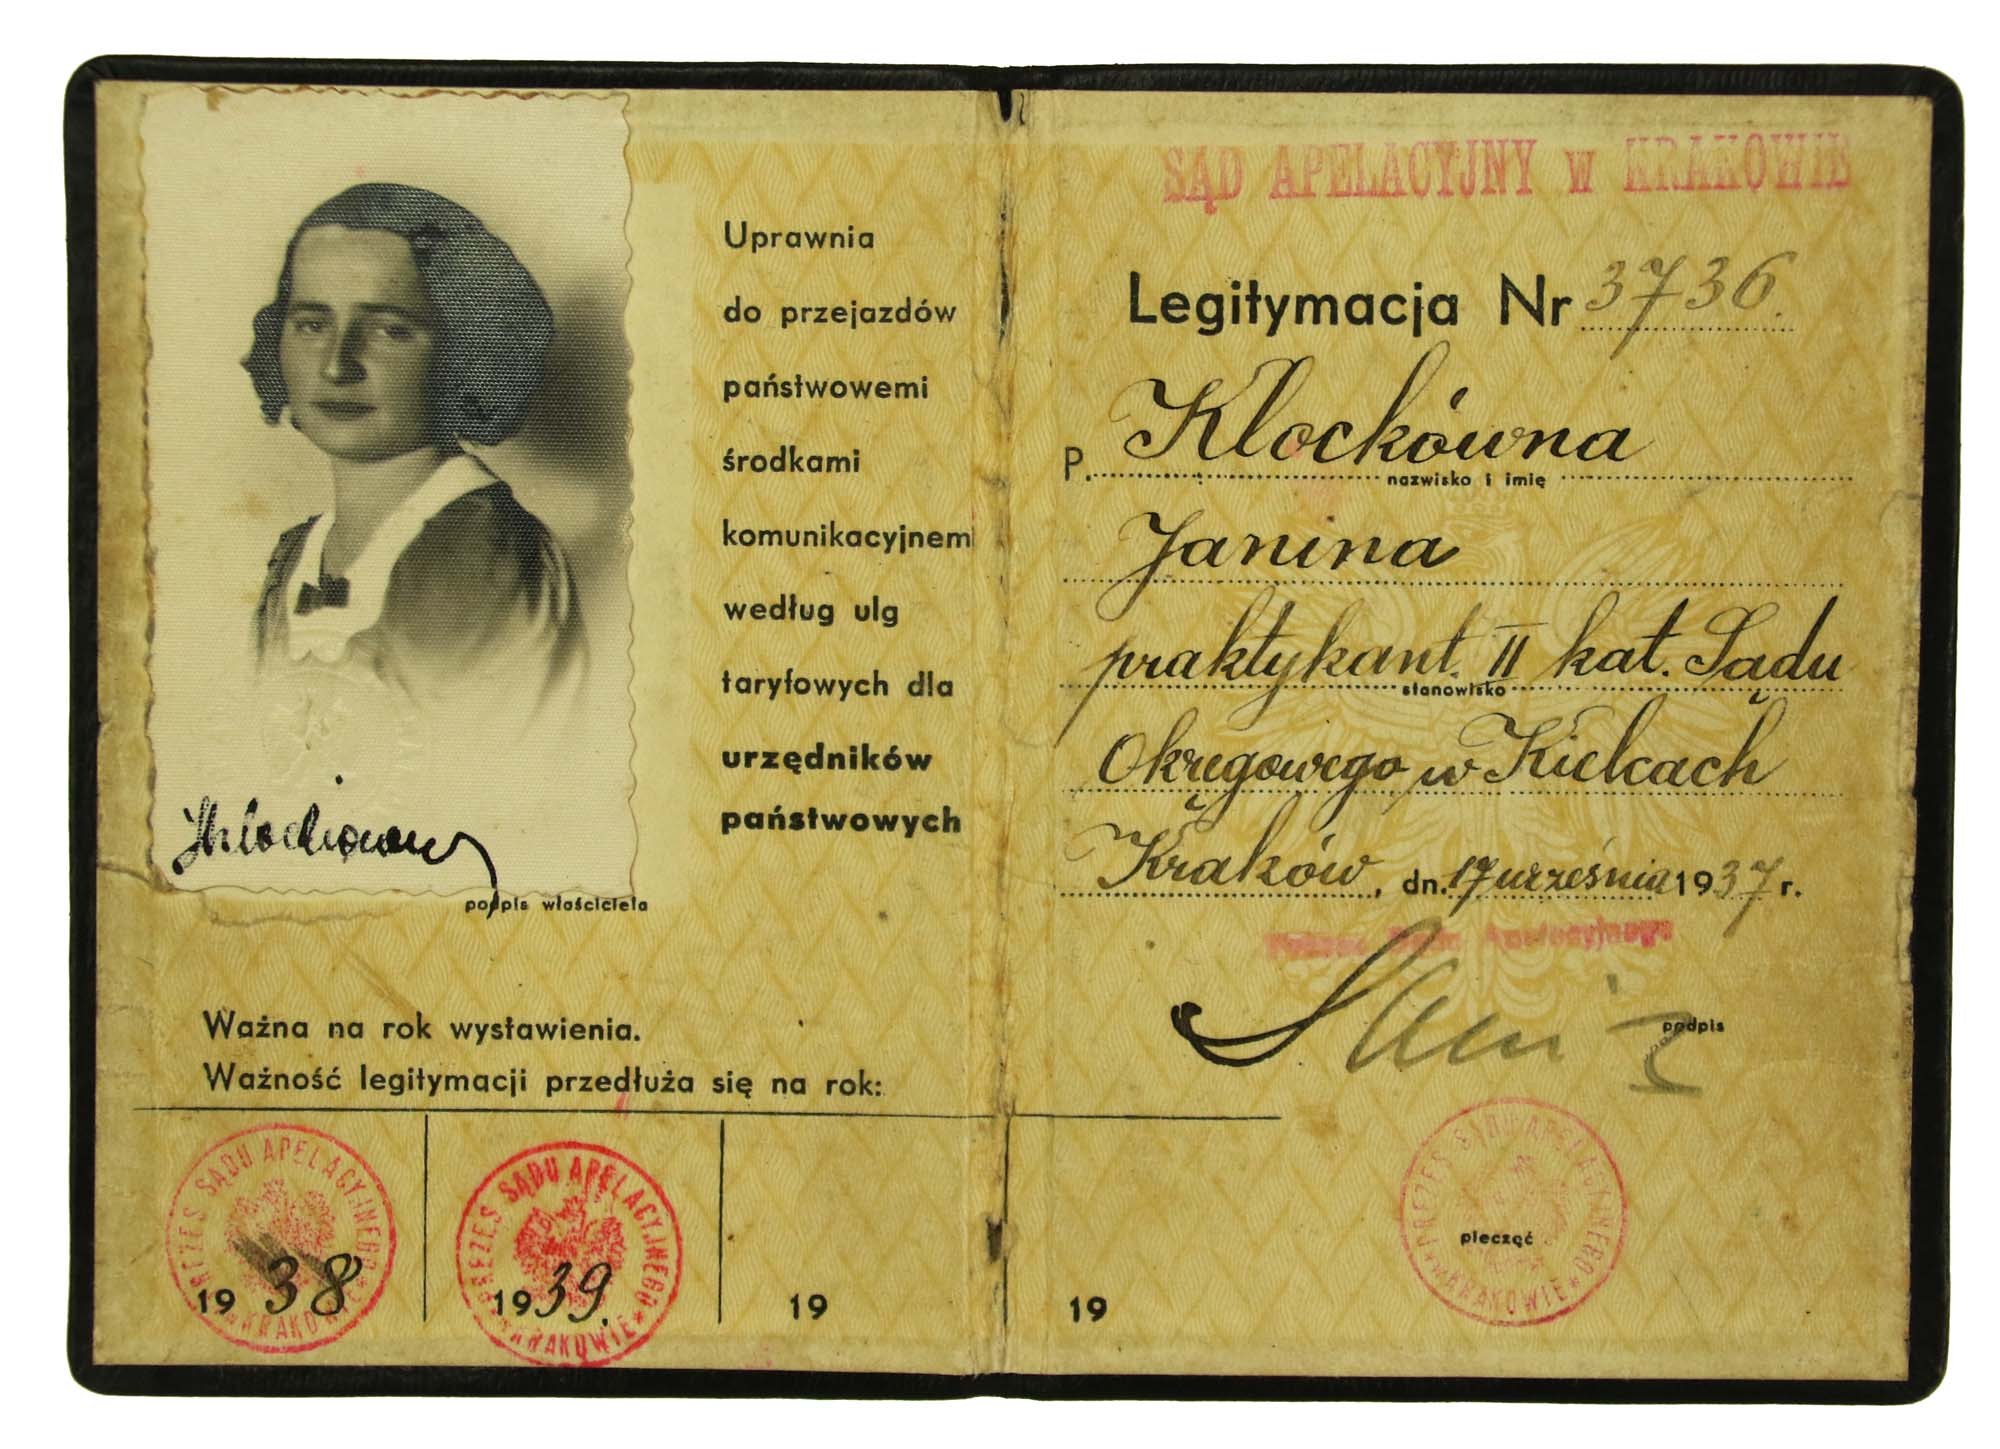 Uprawnia
do przejazdów
państwowemi
środkami
komunikacyjnemi
według ulg
taryfowych dla
urzędników
państwowych
podpis właściciela
Ważna na rok wystawienia.
Ważność legitymacji przedłuża się na rok:
PREZES SĄDU APELACYJNEGO
w KRAKOWIE
1938
PREZES SĄDU APELACYJNEGO
w KRAKOWIE
1939.
19
SĄD APELACYJNY w KRAKOWIE
Legitymacja Nr 3736.
P. Klockówna
nazwisko i imię
Janina
praktykant. II kat. Sądu
stanowisko
Okręgowego w Kielcach
Kraków, dn. 17 września 1937 r.
Prezes Sądu Apelacyjnego
podpis
PREZES SĄDU APELACYJNEGO
w KRAKOWIE
pieczęć
19